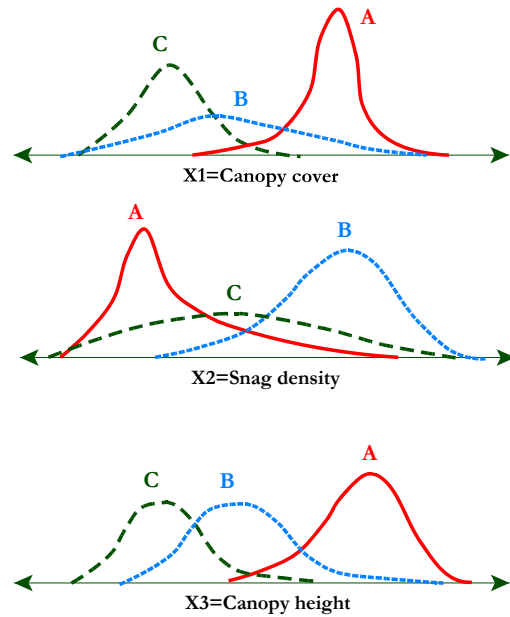 A
C
B
X1=Canopy cover
A
B
C
X2=Snag density
A
C
B
X3=Canopy height